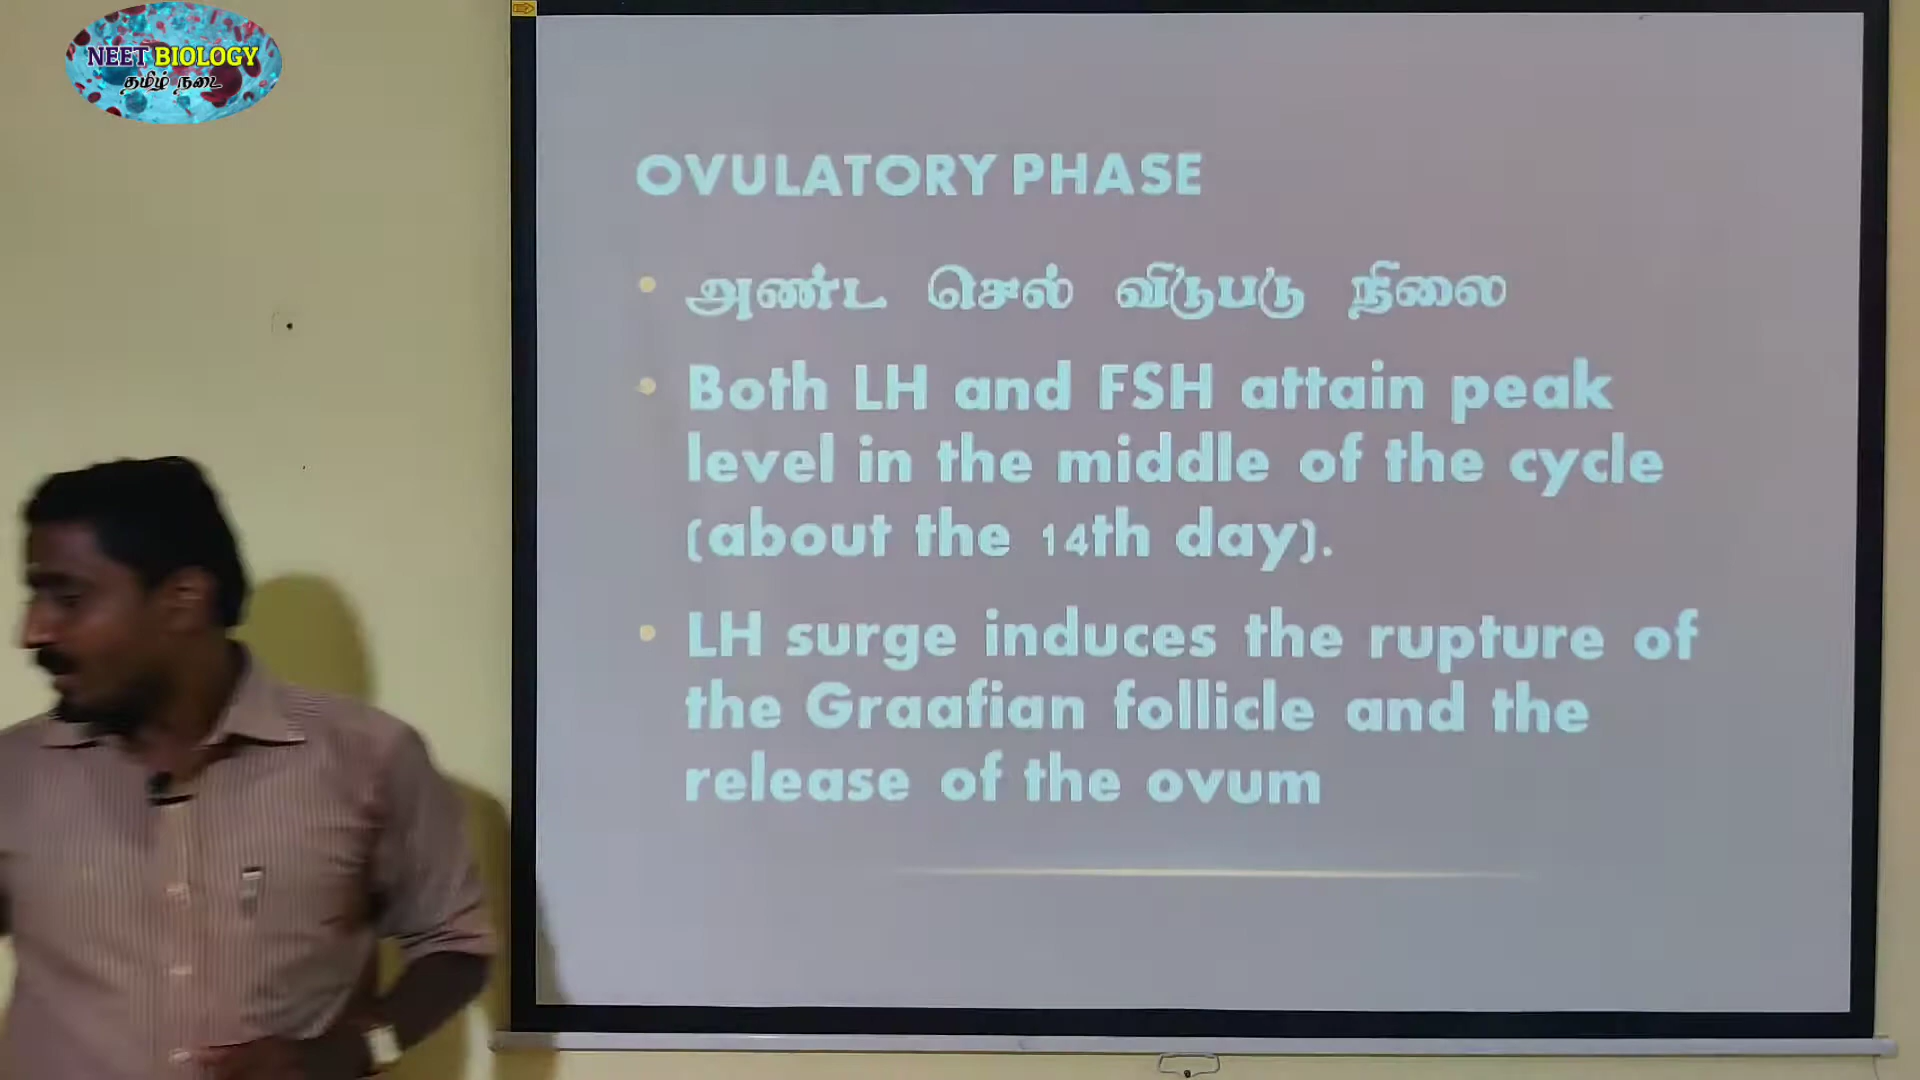 NEET BIOLOGY
தமிழ் நடை
OVULATORY PHASE
• அண்ட செல் விடுபடு நிலை
• Both LH and FSH attain peak
level in the middle of the cycle
(about the 14th day).
• LH surge induces the rupture of
the Graafian follicle and the
release of the ovum